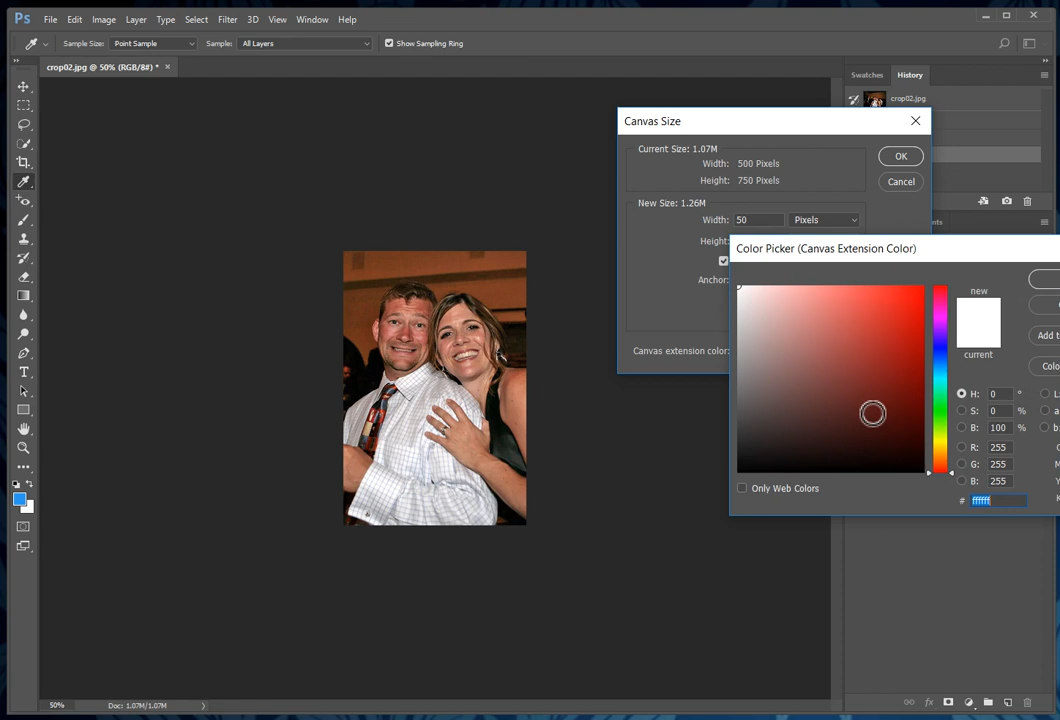 Ps File Edit Image Layer Type Select Filter 3D View Window Help
Sample Size: Point Sample Sample: All Layers Show Sampling Ring
crop02.jpg @ 50% (RGB/8#) *
Swatches History
crop02.jpg
Canvas Size
Current Size: 1.07M
OK
Width: 500 Pixels
Height: 750 Pixels
Cancel
New Size: 1.26M
Width: 50 Pixels
Height:
Anchor:
Canvas extension color:
Color Picker (Canvas Extension Color)
new
current
Add to
Colo
H: 0 °
S: 0 %
B: 100 %
R: 255
G: 255
B: 255
# ffffff
L:
a
b:
Only Web Colors
T
50% Doc: 1.07M/1.07M
fx